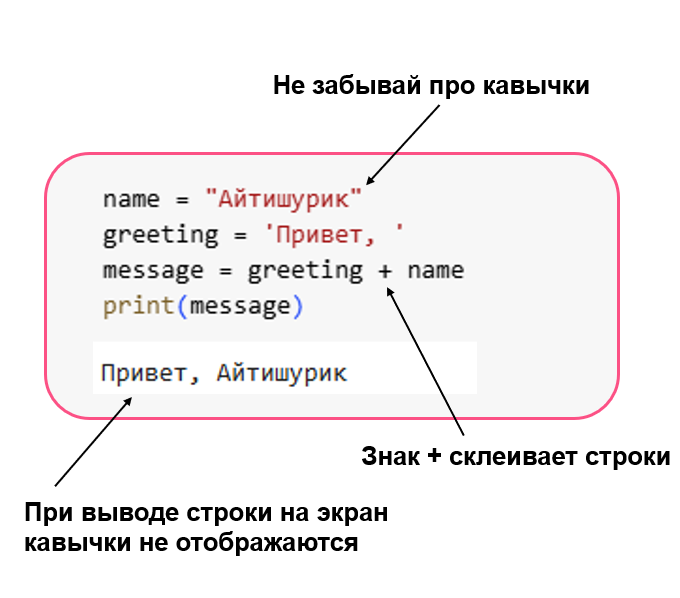 Не забывай про кавычки
name = "Айтишурик"
greeting = 'Привет, '
message = greeting + name
print(message)
Привет, Айтишурик
Знак + склеивает строки
При выводе строки на экран
кавычки не отображаются